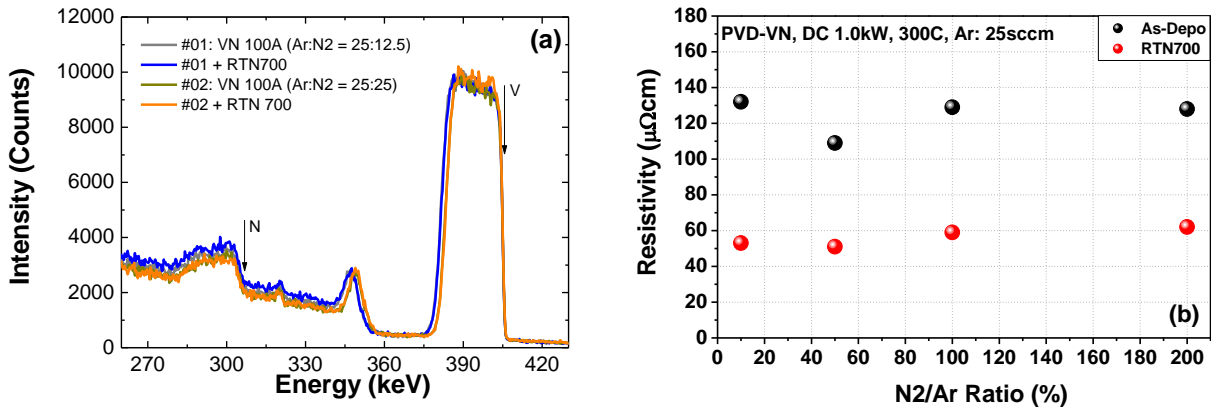 (a)
#01: VN 100A (Ar:N2 = 25:12.5)
#01 + RTN700
#02: VN 100A (Ar:N2 = 25:25)
#02 + RTN 700
V
N
12000
10000
8000
6000
4000
2000
0
270
300
330
360
390
420
Intensity (Counts)
Energy (keV)
PVD-VN, DC 1.0kW, 300C, Ar: 25sccm
As-Depo
RTN700
180
160
140
120
100
80
60
40
20
0
0
20
40
60
80
100
120
140
160
180
200
Resistivity (μΩcm)
N2/Ar Ratio (%)
(b)